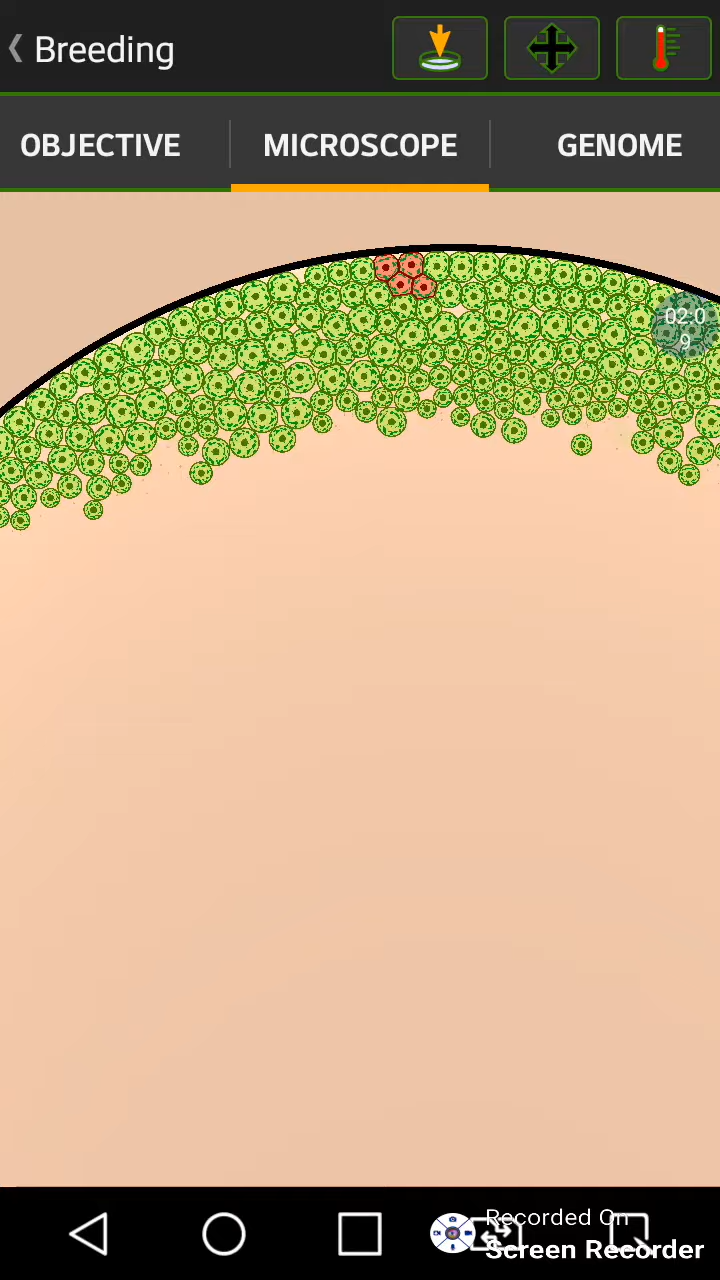 Breeding
OBJECTIVE
MICROSCOPE
GENOME
02:0
9
Recorded On
Screen Recorder